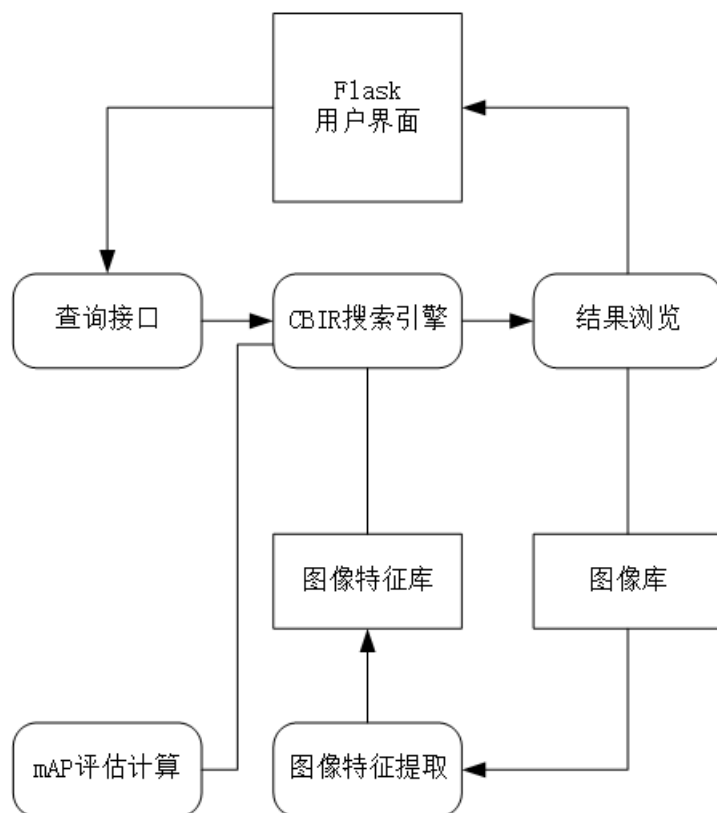 Flask
用户界面
查询接口
CBIR搜索引擎
结果浏览
图像特征库
图像库
mAP评估计算
图像特征提取